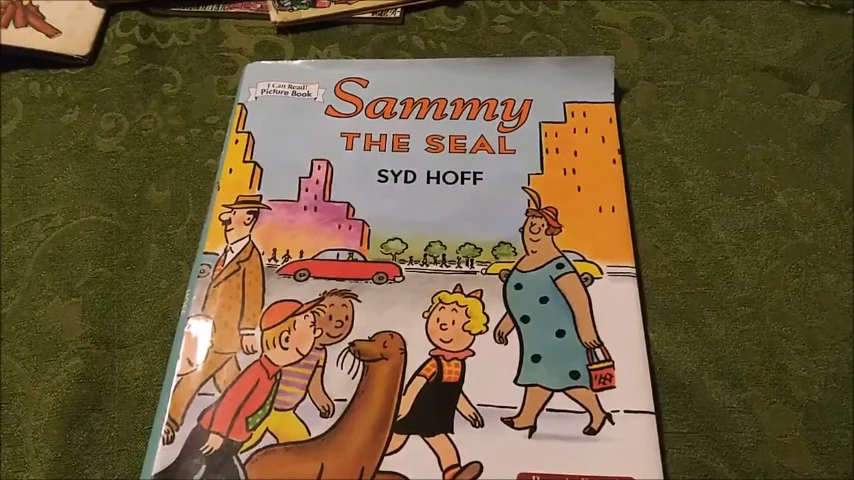 I Can Read!
Picture Book
Sammy
THE SEAL
SYD HOFF